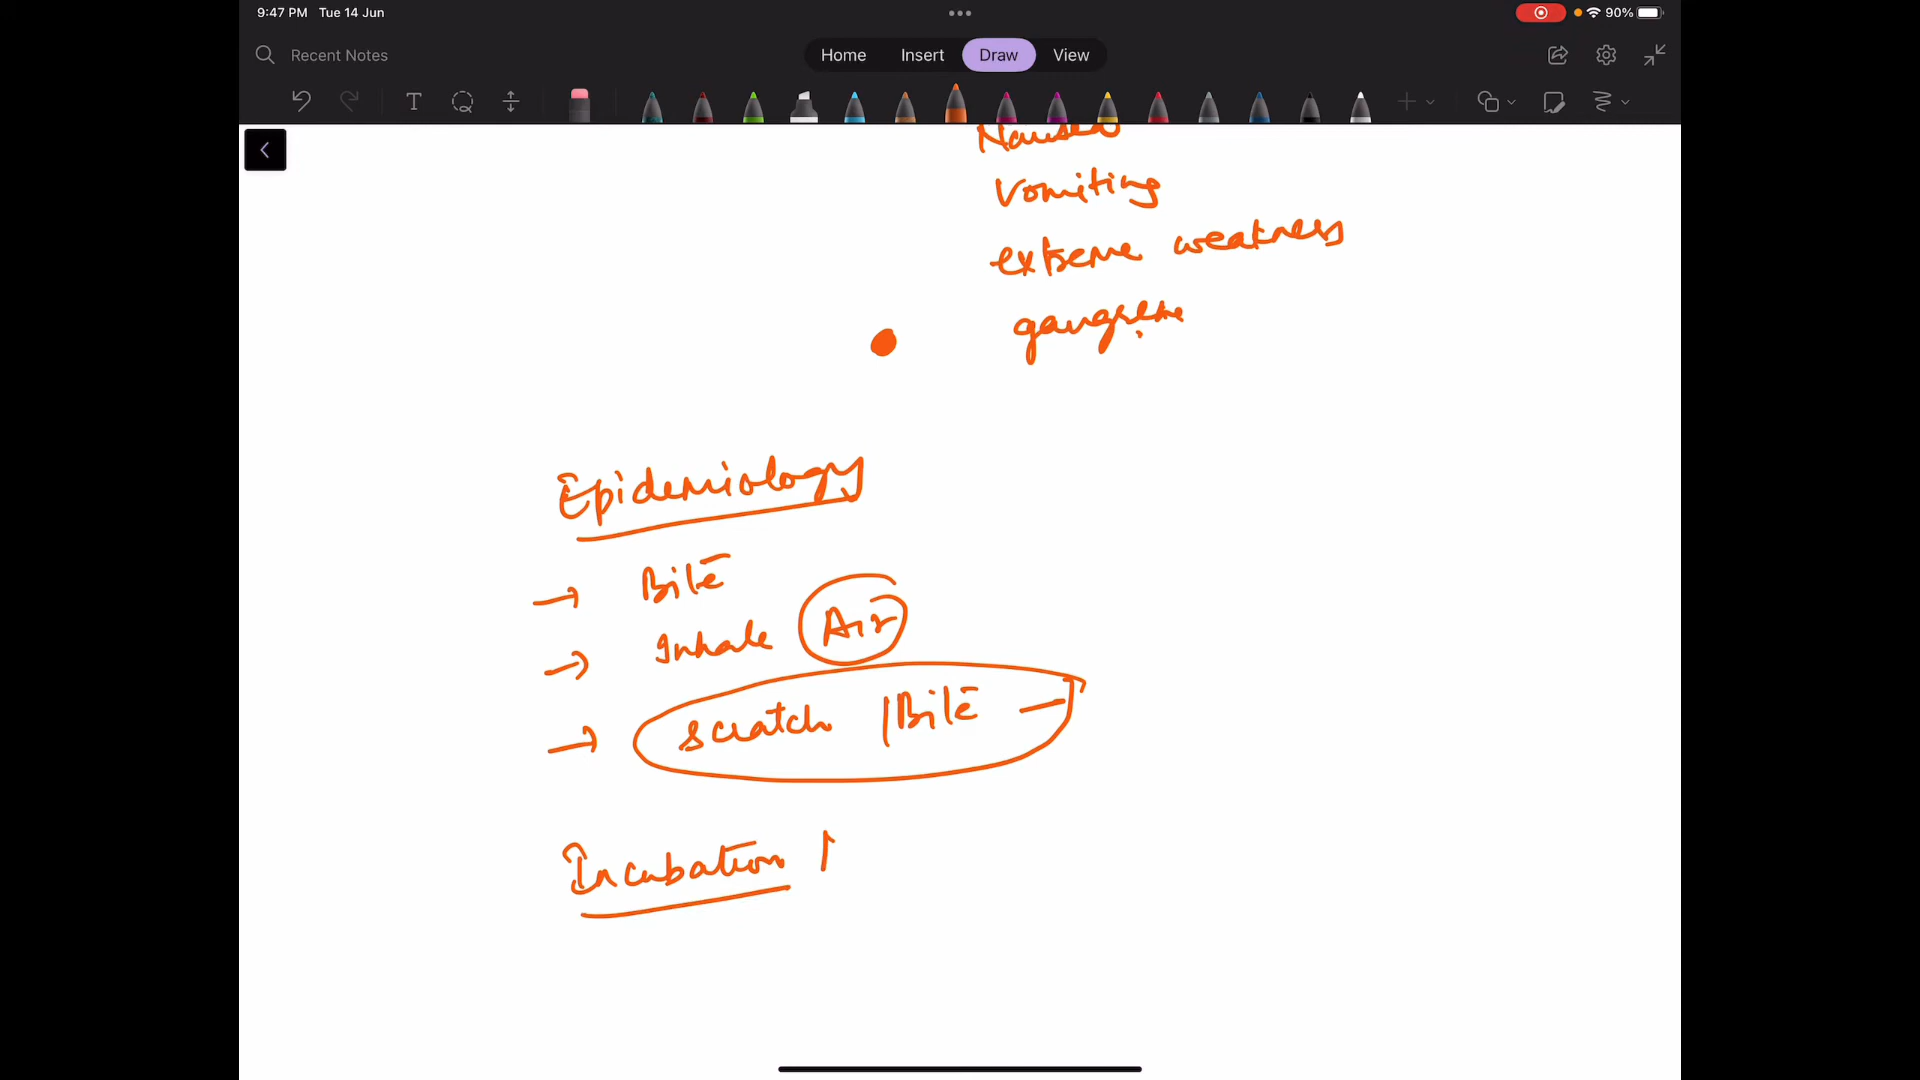 9:47 PM Tue 14 Jun
90%
Recent Notes
Home Insert Draw View
T
Nausea
Vomiting
extreme weakness
gangrene
Epidemiology
→ Bite
→ Inhale Air
→ scratch / Bite –
Incubation